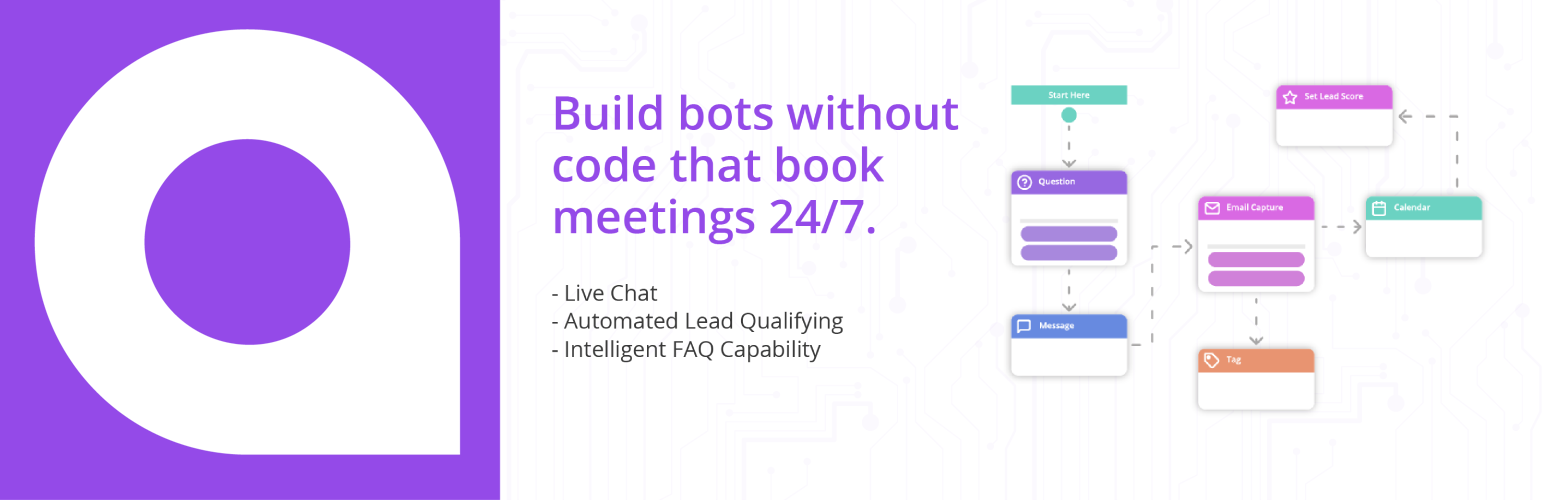 Build bots without
code that book
meetings 24/7.
- Live Chat
- Automated Lead Qualifying
- Intelligent FAQ Capability
Start Here
Question
Message
Email Capture
Tag
Calendar
Set Lead Score